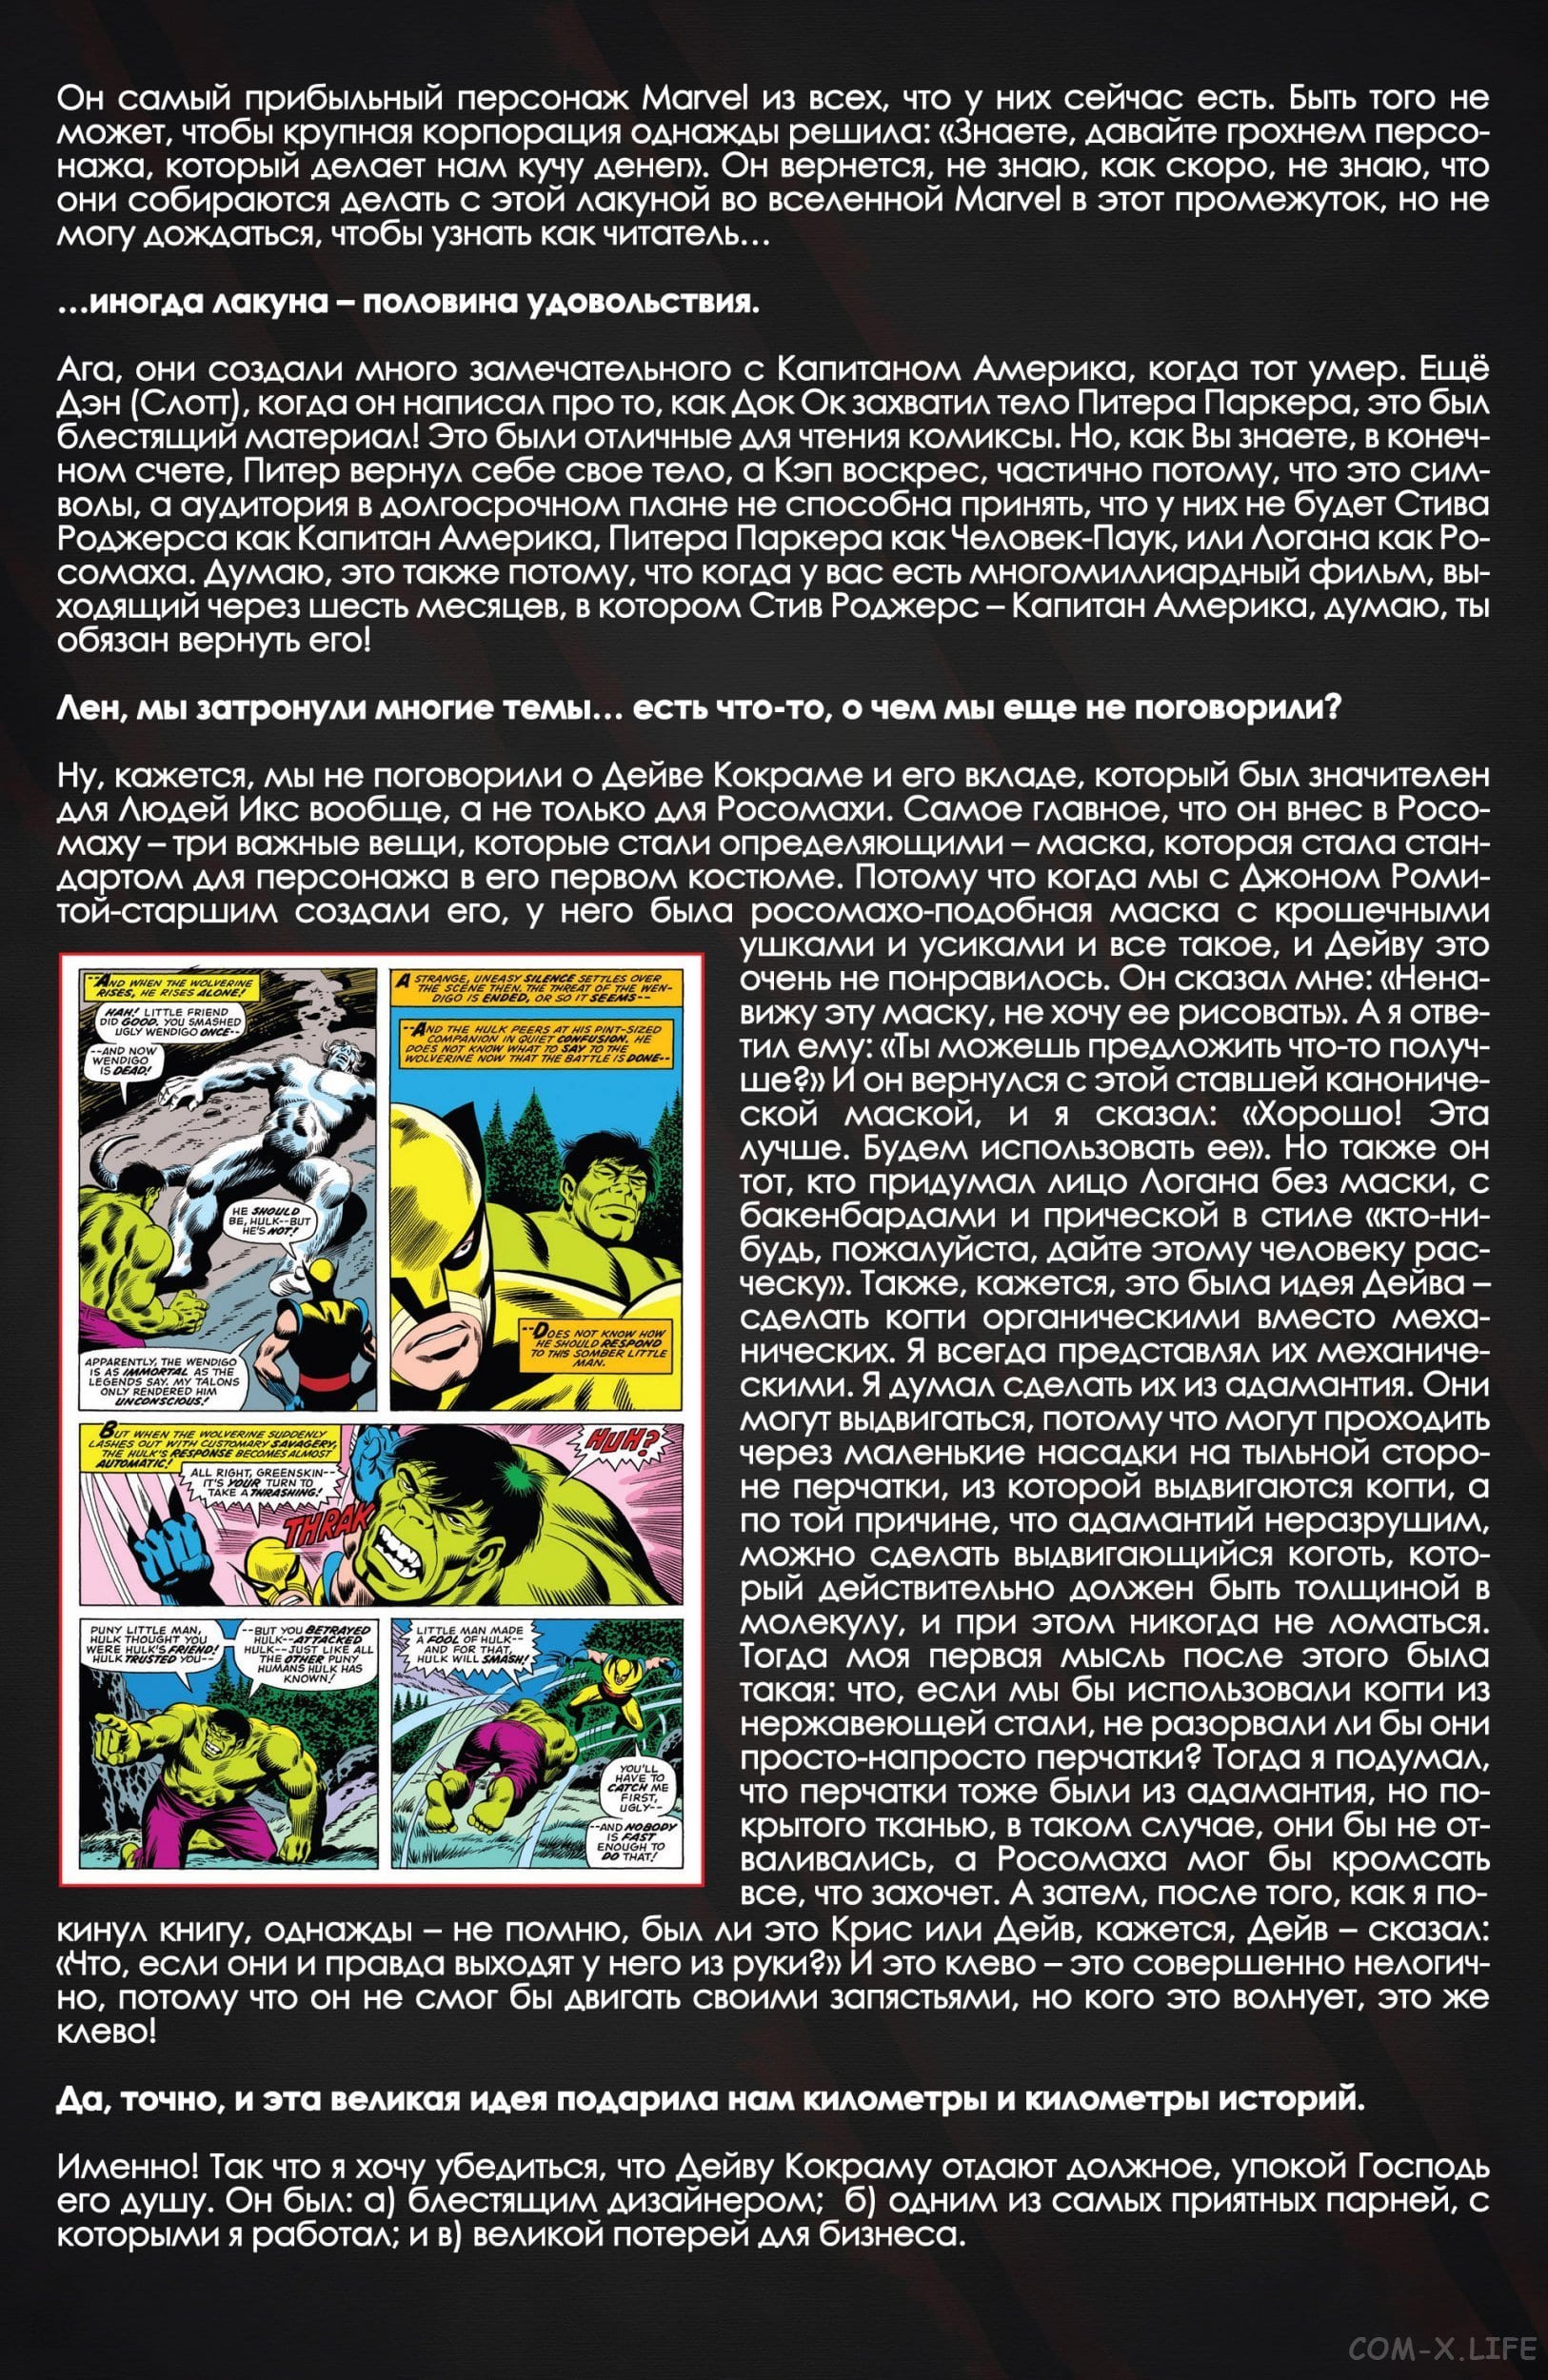 Он самый прибыльный персонаж Marvel из всех, что у них сейчас есть. Быть того не
может, чтобы крупная корпорация однажды решила: «Знаете, давайте грохнем персо-
нажа, который делает нам кучу денег». Он вернется, не знаю, как скоро, не знаю, что
они собираются делать с этой лакуной во вселенной Marvel в этот промежуток, но не
могу дождаться, чтобы узнать как читатель…
…иногда лакуна – половина удовольствия.
Ага, они создали много замечательного с Капитаном Америка, когда тот умер. Ещё
Дэн (Слотт), когда он написал про то, как Док Ок захватил тело Питера Паркера, это был
блестящий материал! Это были отличные для чтения комиксы. Но, как Вы знаете, в конеч-
ном счете, Питер вернул себе свое тело, а Кэп воскрес, частично потому, что это сим-
волы, а аудитория в долгосрочном плане не способна принять, что у них не будет Стива
Роджерса как Капитан Америка, Питера Паркера как Человек-Паук, или Логана как Ро-
сомаха. Думаю, это также потому, что когда у вас есть многомиллиардный фильм, вы-
ходящий через шесть месяцев, в котором Стив Роджерс – Капитан Америка, думаю, ты
обязан вернуть его!
Лен, мы затронули многие темы… есть что-то, о чем мы еще не поговорили?
Ну, кажется, мы не поговорили о Дейве Кокраме и его вкладе, который был значителен
для Людей Икс вообще, а не только для Росомахи. Самое главное, что он внес в Росо-
маху – три важные вещи, которые стали определяющими – маска, которая стала стан-
дартом для персонажа в его первом костюме. Потому что когда мы с Джоном Роми-
той-старшим создали его, у него была росомахо-подобная маска с крошечными
ушками и усиками и все такое, и Дейву это
очень не понравилось. Он сказал мне: «Нена-
вижу эту маску, не хочу ее рисовать». А я отве-
тил ему: «Ты можешь предложить что-то получ-
ше?» И он вернулся с этой ставшей канониче-
ской маской, и я сказал: «Хорошо! Эта
лучше. Будем использовать ее». Но также он
тот, кто придумал лицо Логана без маски, с
бакенбардами и прической в стиле «кто-ни-
будь, пожалуйста, дайте этому человеку рас-
ческу». Также, кажется, это была идея Дейва –
сделать когти органическими вместо меха-
нических. Я всегда представлял их механиче-
скими. Я думал сделать их из адамантия. Они
могут выдвигаться, потому что могут проходить
через маленькие насадки на тыльной сторо-
не перчатки, из которой выдвигаются когти, а
по той причине, что адамантий неразрушим,
можно сделать выдвигающийся коготь, кото-
рый действительно должен быть толщиной в
молекулу, и при этом никогда не ломаться.
Тогда моя первая мысль после этого была
такая: что, если мы бы использовали когти из
нержавеющей стали, не разорвали ли бы они
просто-напросто перчатки? Тогда я подумал,
что перчатки тоже были из адамантия, но по-
крытого тканью, в таком случае, они бы не от-
валивались, а Росомаха мог бы кромсать
все, что захочет. А затем, после того, как я по-
кинул книгу, однажды – не помню, был ли это Крис или Дейв, кажется, Дейв – сказал:
«Что, если они и правда выходят у него из руки?» И это клево – это совершенно нелогич-
но, потому что он не смог бы двигать своими запястьями, но кого это волнует, это же
клево!
--AND WHEN THE WOLVERINE
RISES, HE RISES ALONE!
HAH! LITTLE FRIEND
DID GOOD. YOU SMASHED
UGLY WENDIGO ONCE--
--AND NOW
WENDIGO
IS DEAD!
HE SHOULD
BE, HULK--BUT
HE'S NOT!
APPARENTLY, THE WENDIGO
IS AS IMMORTAL AS THE
LEGENDS SAY. MY TALONS
ONLY RENDERED HIM
UNCONSCIOUS!
A STRANGE, UNEASY SILENCE SETTLES OVER
THE SCENE THEN. THE THREAT OF THE WEN-
DIGO IS ENDED, OR SO IT SEEMS--
--AND THE HULK PEERS AT HIS PINT-SIZED
COMPANION IN QUIET CONFUSION. HE
DOES NOT KNOW WHAT TO SAY TO THE
WOLVERINE NOW THAT THE BATTLE IS DONE--
--DOES NOT KNOW HOW
HE SHOULD RESPOND
TO THIS SOMBER LITTLE
MAN.
BUT WHEN THE WOLVERINE SUDDENLY
LASHES OUT WITH CUSTOMARY SAVAGERY,
THE HULK'S RESPONSE BECOMES ALMOST
AUTOMATIC!
ALL RIGHT, GREENSKIN--
IT'S YOUR TURN TO
TAKE A THRASHING!
THRAK
HUH?
PUNY LITTLE MAN,
HULK THOUGHT YOU
WERE HULK'S FRIEND!
HULK TRUSTED YOU--
--BUT YOU BETRAYED
HULK--ATTACKED
HULK--JUST LIKE ALL
THE OTHER PUNY
HUMANS HULK HAS
KNOWN!
LITTLE MAN MADE
A FOOL OF HULK--
AND FOR THAT,
HULK WILL SMASH!
YOU'LL
HAVE TO
CATCH ME
FIRST,
UGLY--
--AND NOBODY
IS FAST
ENOUGH TO
DO THAT!
Да, точно, и эта великая идея подарила нам километры и километры историй.
Именно! Так что я хочу убедиться, что Дейву Кокраму отдают должное, упокой Господь
его душу. Он был: а) блестящим дизайнером; б) одним из самых приятных парней, с
которыми я работал; и в) великой потерей для бизнеса.
COM-X.LIFE